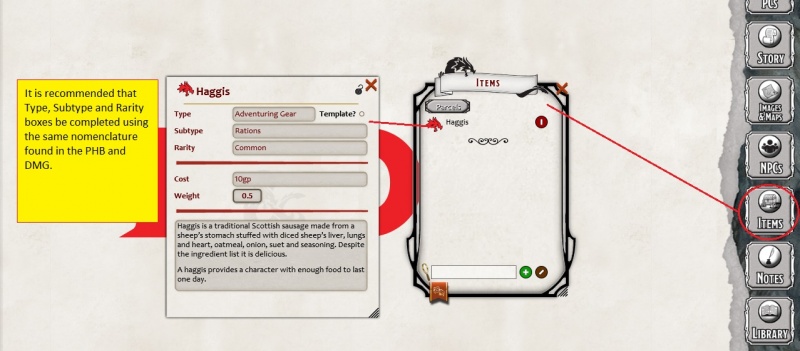 It is recommended that
Type, Subtype and Rarity
boxes be completed using
the same nomenclature
found in the PHB and
DMG.
Haggis
Type Adventuring Gear Template?
Subtype Rations
Rarity Common
Cost 10gp
Weight 0.5
Haggis is a traditional Scottish sausage made from a
sheep's stomach stuffed with diced sheep's liver, lungs
and heart, oatmeal, onion, suet and seasoning. Despite
the ingredient list it is delicious.
A haggis provides a character with enough food to last
one day.
ITEMS
Parcels
Haggis
PCS
STORY
IMAGES
& MAPS
NPCS
ITEMS
NOTES
LIBRARY